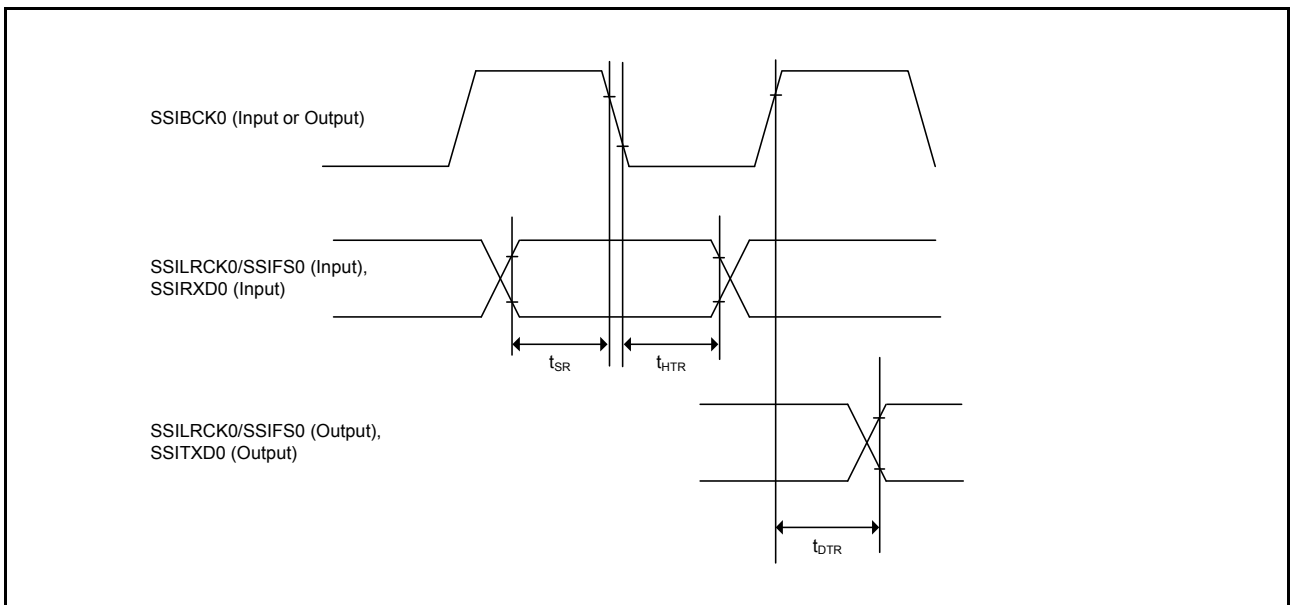 SSIBCK0 (Input or Output)
SSILRCK0/SSIFS0 (Input),
SSIRXD0 (Input)
tSR
tHTR
SSILRCK0/SSIFS0 (Output),
SSITXD0 (Output)
tDTR